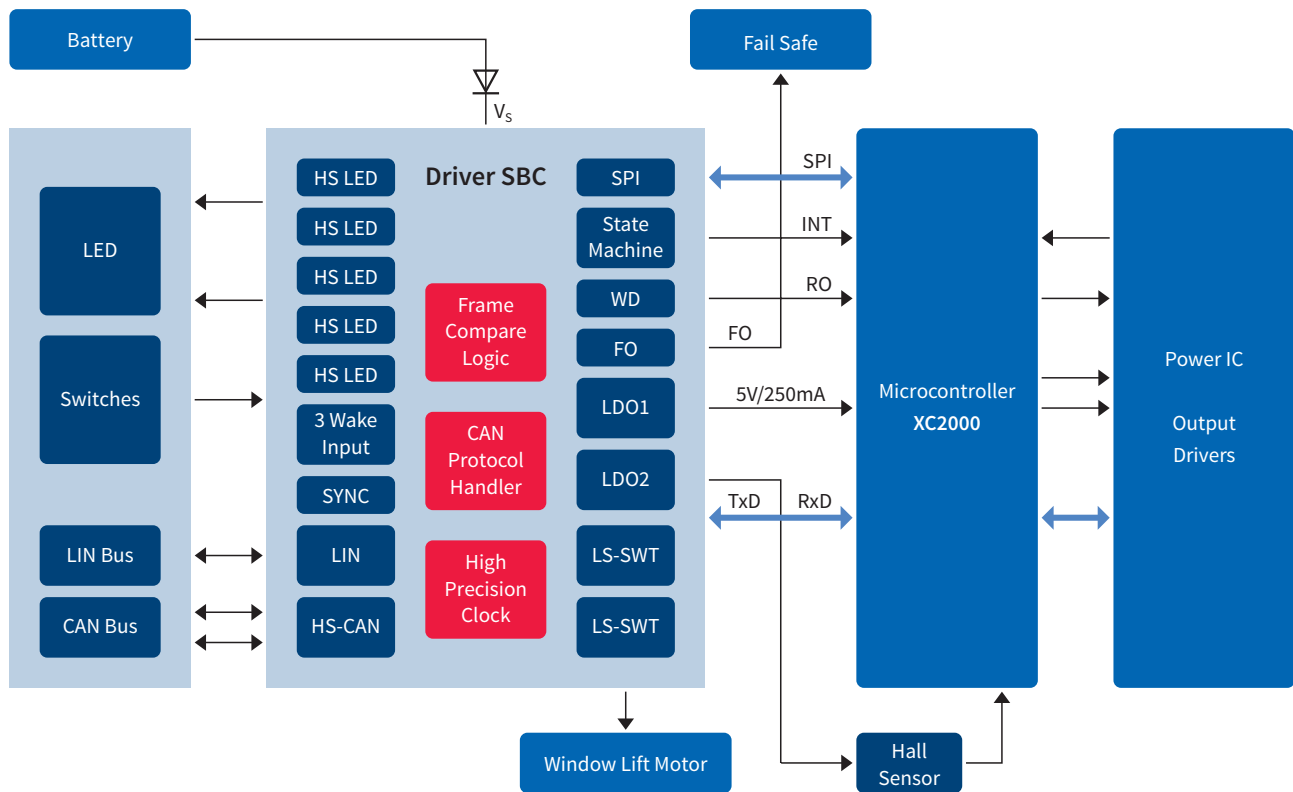 Battery
Fail Safe
Vs
LED
Switches
LIN Bus
CAN Bus
Driver SBC
HS LED
HS LED
HS LED
HS LED
HS LED
3 Wake
Input
SYNC
LIN
HS-CAN
Frame
Compare
Logic
CAN
Protocol
Handler
High
Precision
Clock
SPI
State
Machine
WD
FO
LDO1
LDO2
LS-SWT
LS-SWT
SPI
INT
RO
FO
5V/250mA
TxD
RxD
Microcontroller
XC2000
Power IC
Output
Drivers
Window Lift Motor
Hall
Sensor